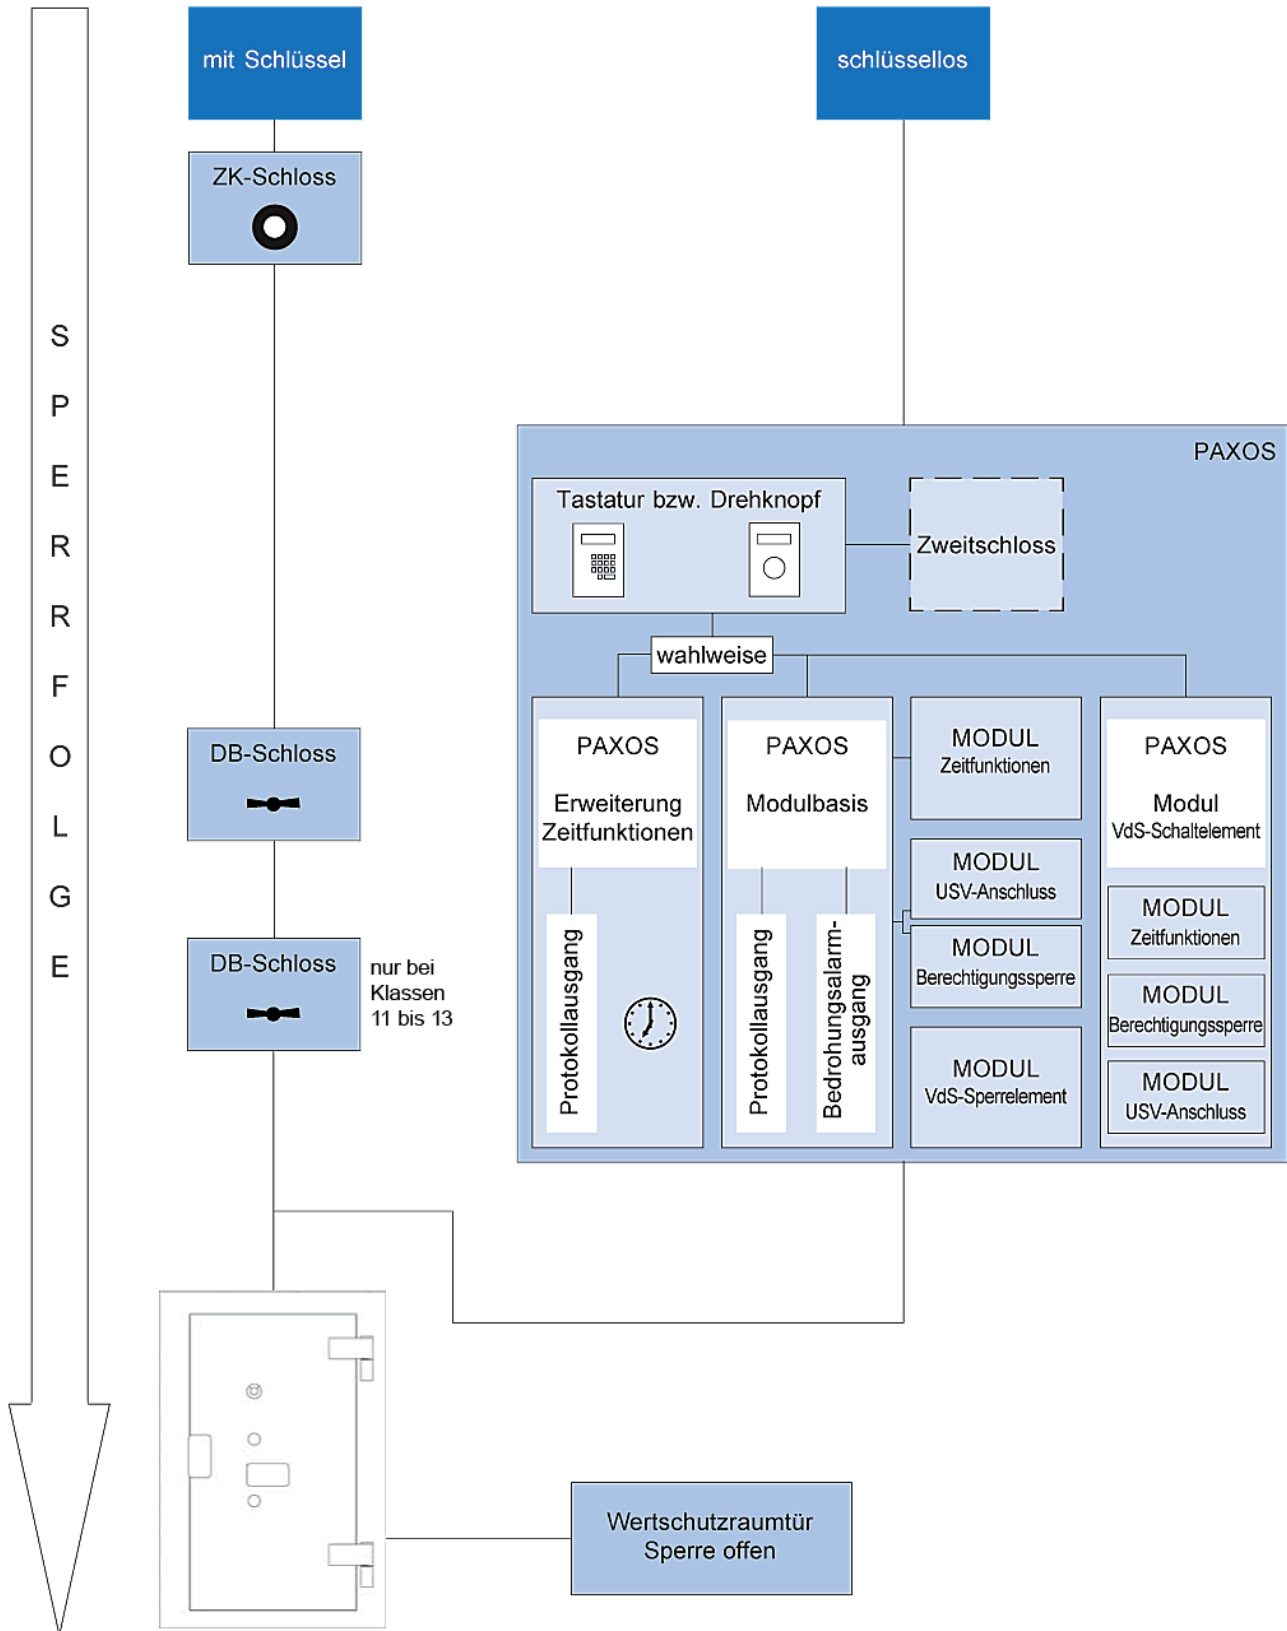 SPERRFOLGE
mit Schlüssel
ZK-Schloss
DB-Schloss
DB-Schloss
nur bei
Klassen
11 bis 13
schlüssellos
PAXOS
Tastatur bzw. Drehknopf
Zweitschloss
wahlweise
PAXOS
Erweiterung
Zeitfunktionen
Protokollausgang
PAXOS
Modulbasis
Protokollausgang
Bedrohungsalarm-
ausgang
MODUL
Zeitfunktionen
MODUL
USV-Anschluss
MODUL
Berechtigungssperre
MODUL
VdS-Sperrelement
PAXOS
Modul
VdS-Schaltelement
MODUL
Zeitfunktionen
MODUL
Berechtigungssperre
MODUL
USV-Anschluss
Wertschutzraumtür
Sperre offen